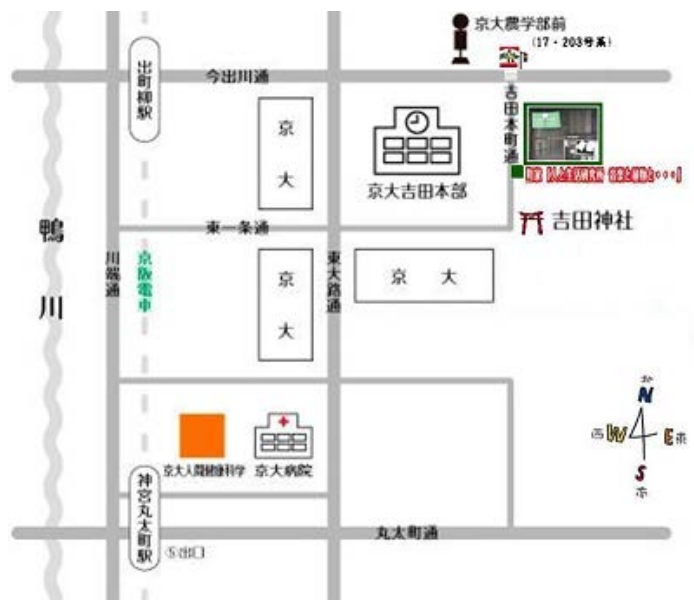 京大農学部前
(17・203号系)
出町柳駅
今出川通
吉田本町通
京大
京大吉田本部
吉田神社
東一条通
鴨川
川端通
京阪電車
京大
東大路通
京大
北
N
西
W
E
東
S
京大人間健康科学
京大病院
神宮丸太町駅
⑤出口
丸太町通